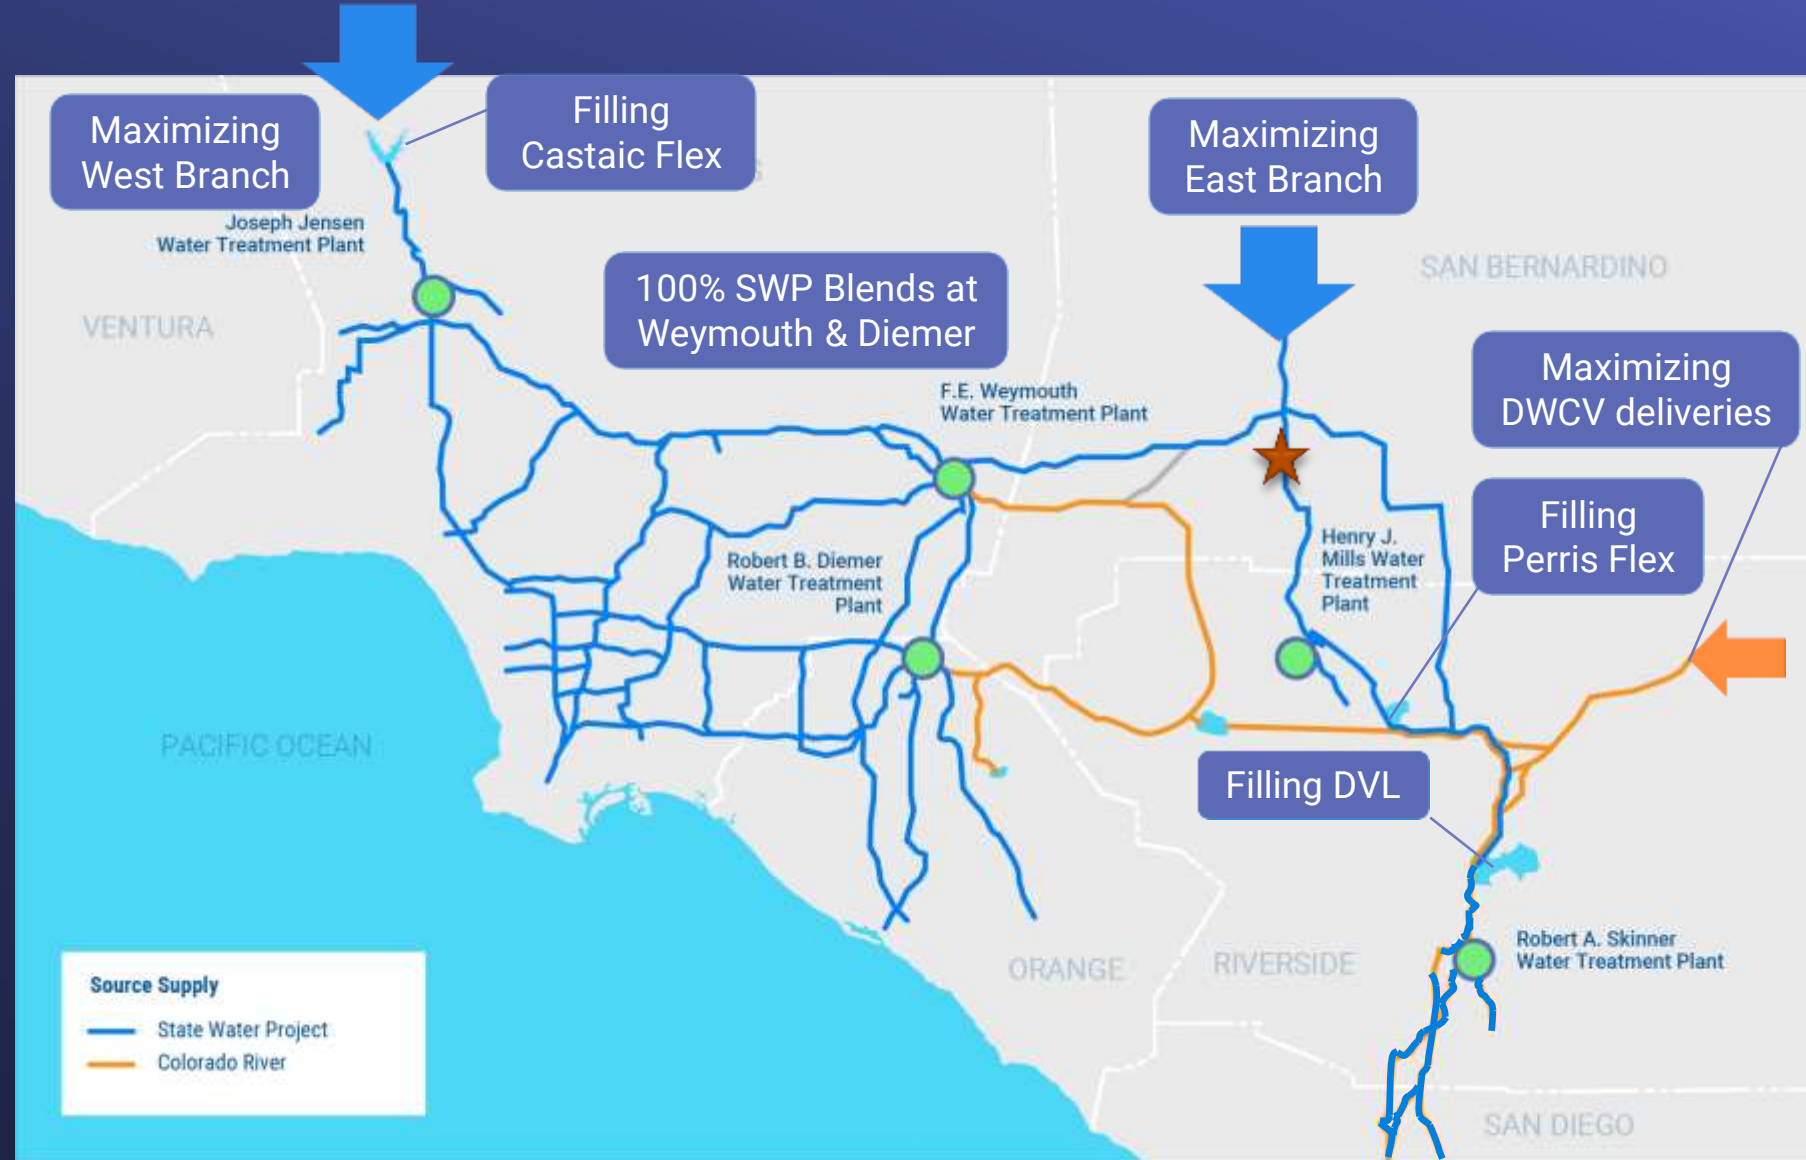 Maximizing
West Branch
Filling
Castaic Flex
Maximizing
East Branch
Joseph Jensen
Water Treatment Plant
100% SWP Blends at
Weymouth & Diemer
SAN BERNARDINO
VENTURA
Maximizing
DWCV deliveries
F.E. Weymouth
Water Treatment Plant
Filling
Perris Flex
Henry J.
Mills Water
Treatment
Plant
Robert B. Diemer
Water Treatment
Plant
PACIFIC OCEAN
Filling DVL
ORANGE
RIVERSIDE
Robert A. Skinner
Water Treatment Plant
Source Supply
State Water Project
Colorado River
SAN DIEGO